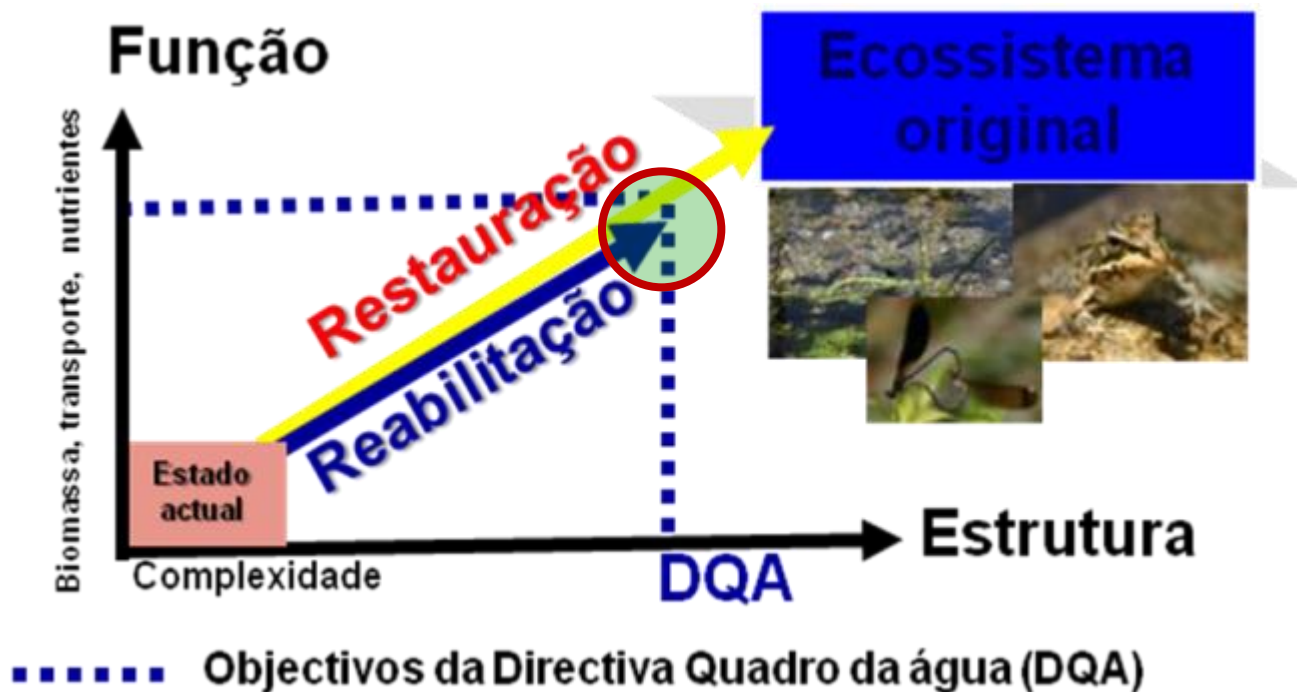 Função
Ecossistema
original
Biomassa, transporte, nutrientes
Restauração
Reabilitação
Estado
actual
Estrutura
Complexidade
DQA
Objectivos da Directiva Quadro da água (DQA)